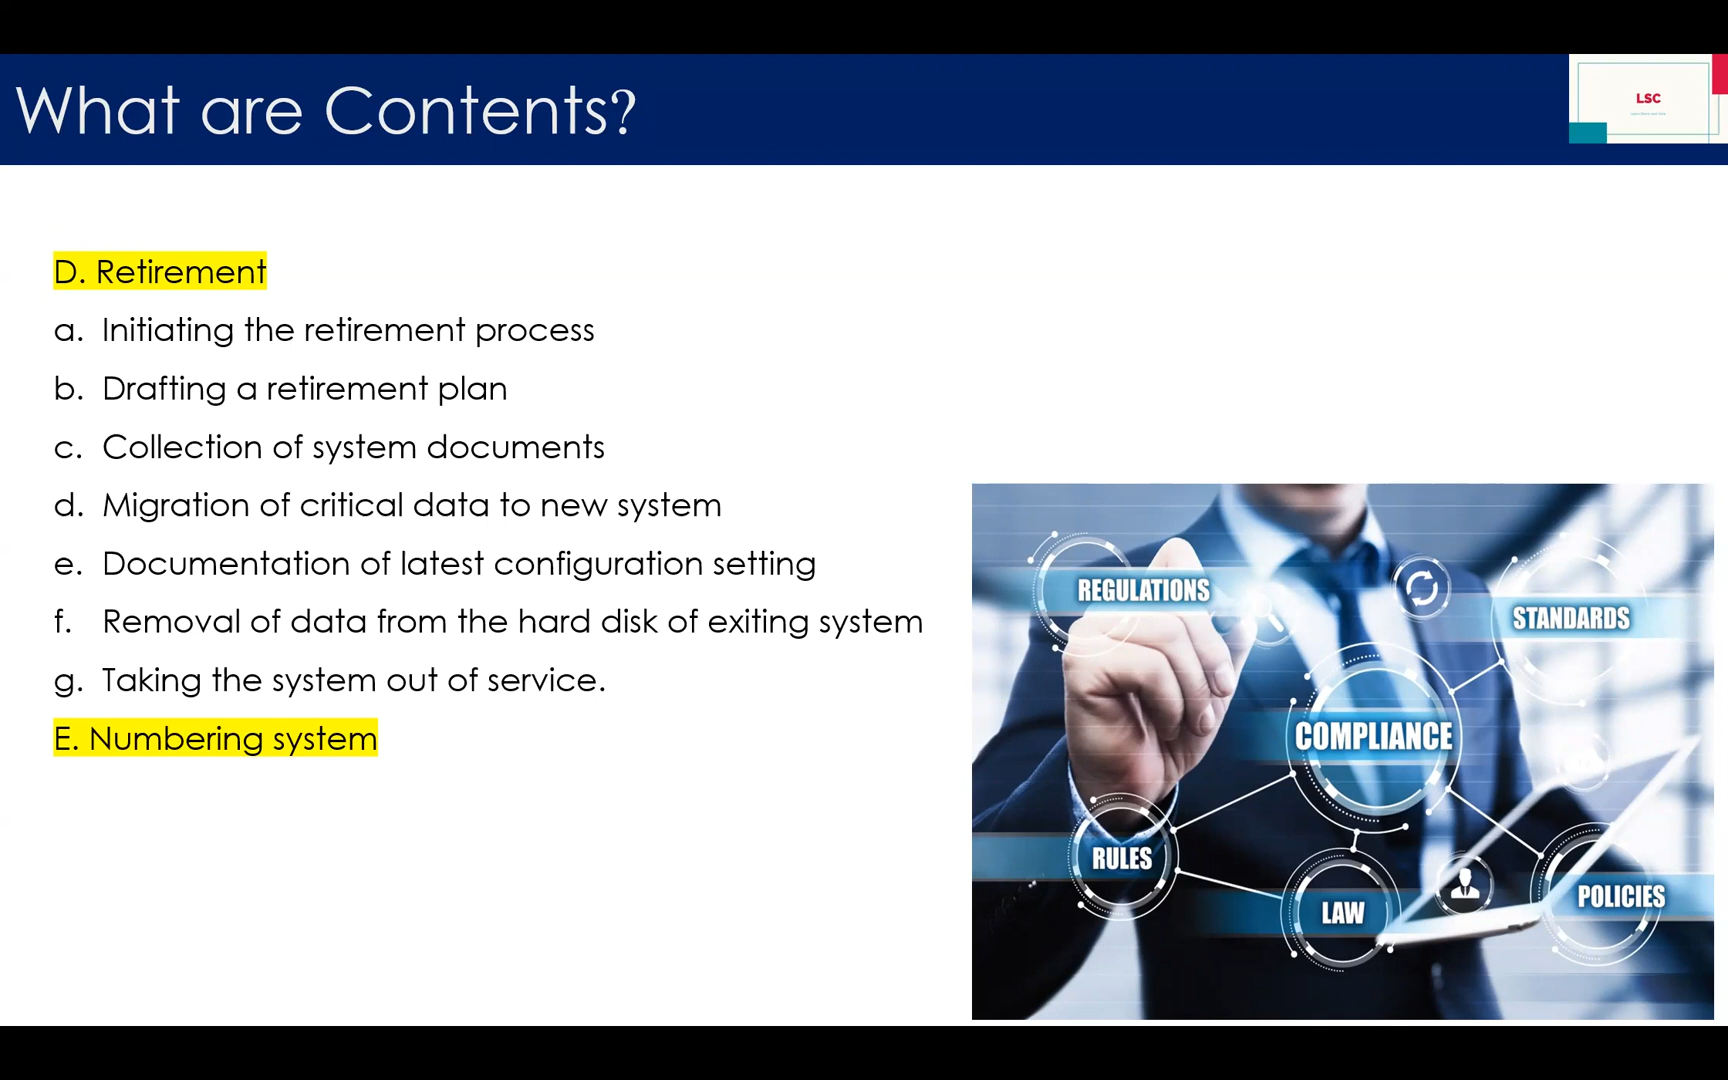 What are Contents?
LSC
D. Retirement
a. Initiating the retirement process
b. Drafting a retirement plan
c. Collection of system documents
d. Migration of critical data to new system
e. Documentation of latest configuration setting
f. Removal of data from the hard disk of exiting system
g. Taking the system out of service.
E. Numbering system
REGULATIONS
STANDARDS
COMPLIANCE
RULES
LAW
POLICIES